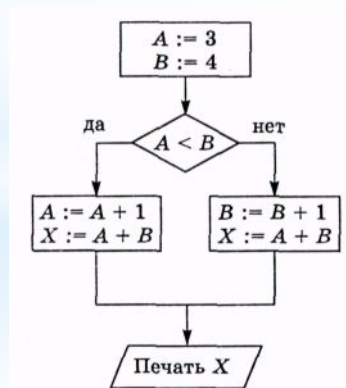 A := 3
B := 4
да
нет
A < B
A := A + 1
X := A + B
B := B + 1
X := A + B
Печать X